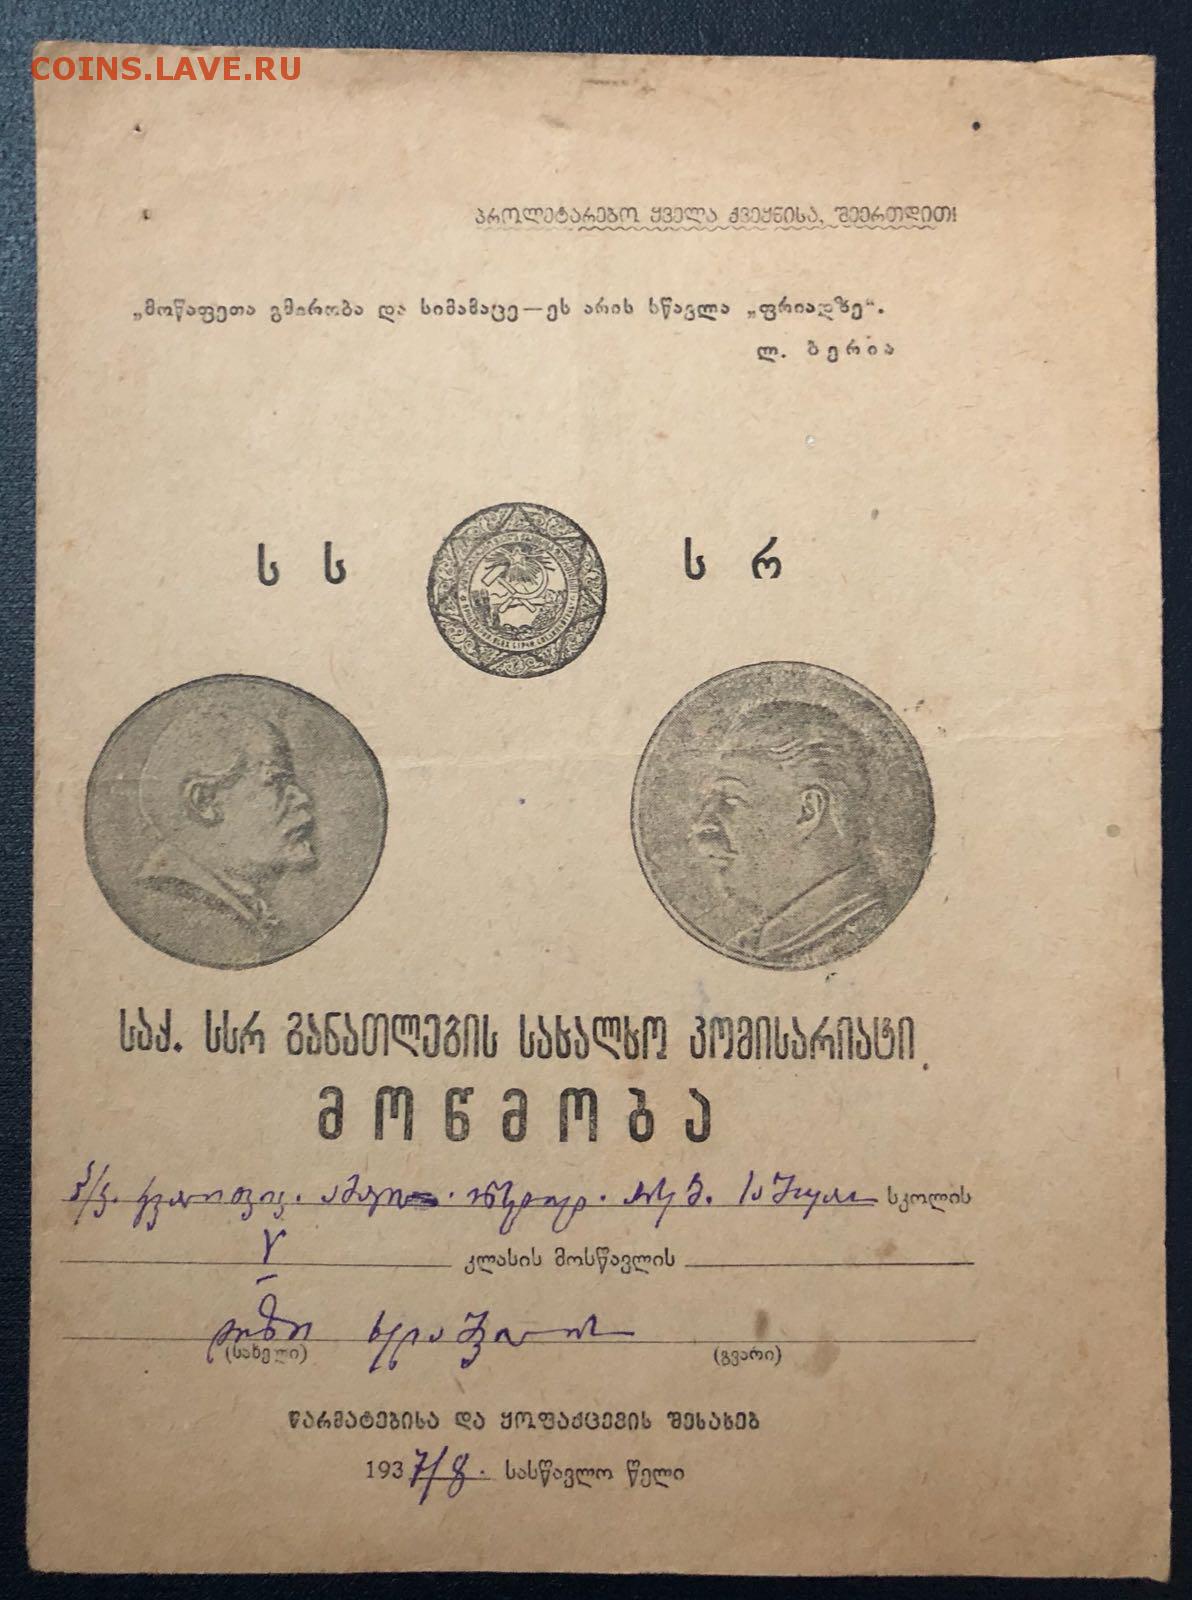 COINS.LAVE.RU
პროლეტარებო ყველა ქვეყნისა, შეერთდით!
„მოწაფეთა გმირობა და სიმამაცე—ეს არის სწავლა „ფრიადზე“.
ლ. ბერია
ს ს ს რ
საქ. სსრ განათლების სახალხო კომისარიატი
მოწმობა
სკოლის
V კლასის მოსწავლის
(სახელი) (გვარი)
წარმატებისა და ყოფაქცევის შესახებ
1937/8. სასწავლო წელი